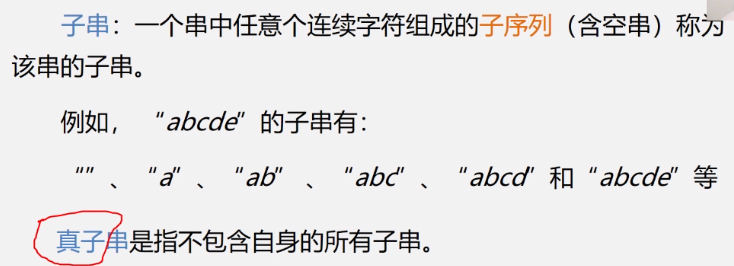 子串：一个串中任意个连续字符组成的子序列（含空串）称为
该串的子串。
例如，“abcde”的子串有：
“”、“a”、“ab”、“abc”、“abcd”和“abcde”等
真子串是指不包含自身的所有子串。